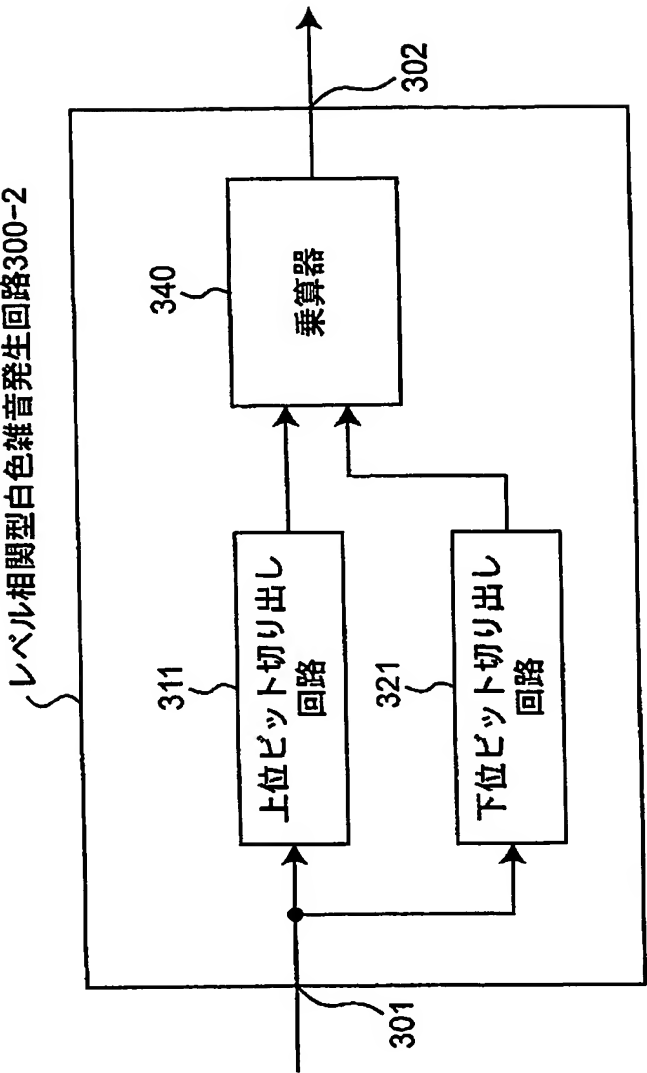 レベル相関型白色雑音発生回路300-2
301
311
上位ビット切り出し
回路
321
下位ビット切り出し
回路
340
乗算器
302